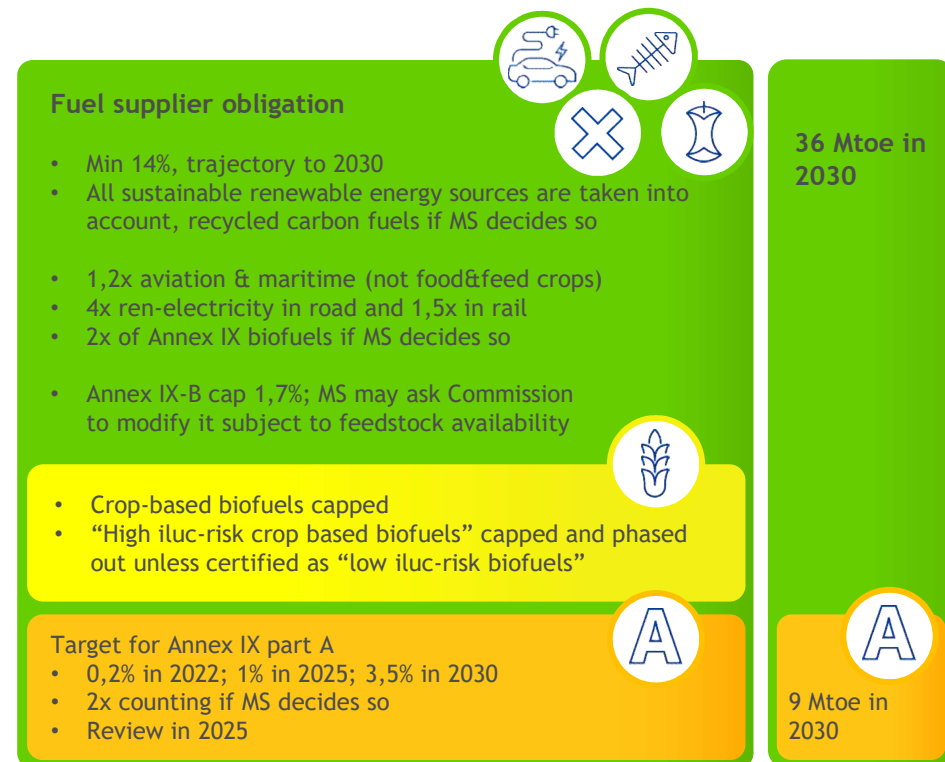 Fuel supplier obligation
• Min 14%, trajectory to 2030
• All sustainable renewable energy sources are taken into
account, recycled carbon fuels if MS decides so
• 1,2x aviation & maritime (not food&feed crops)
• 4x ren-electricity in road and 1,5x in rail
• 2x of Annex IX biofuels if MS decides so
• Annex IX-B cap 1,7%; MS may ask Commission
to modify it subject to feedstock availability
• Crop-based biofuels capped
• “High iluc-risk crop based biofuels” capped and phased
out unless certified as “low iluc-risk biofuels”
A
Target for Annex IX part A
• 0,2% in 2022; 1% in 2025; 3,5% in 2030
• 2x counting if MS decides so
• Review in 2025
36 Mtoe in
2030
A
9 Mtoe in
2030